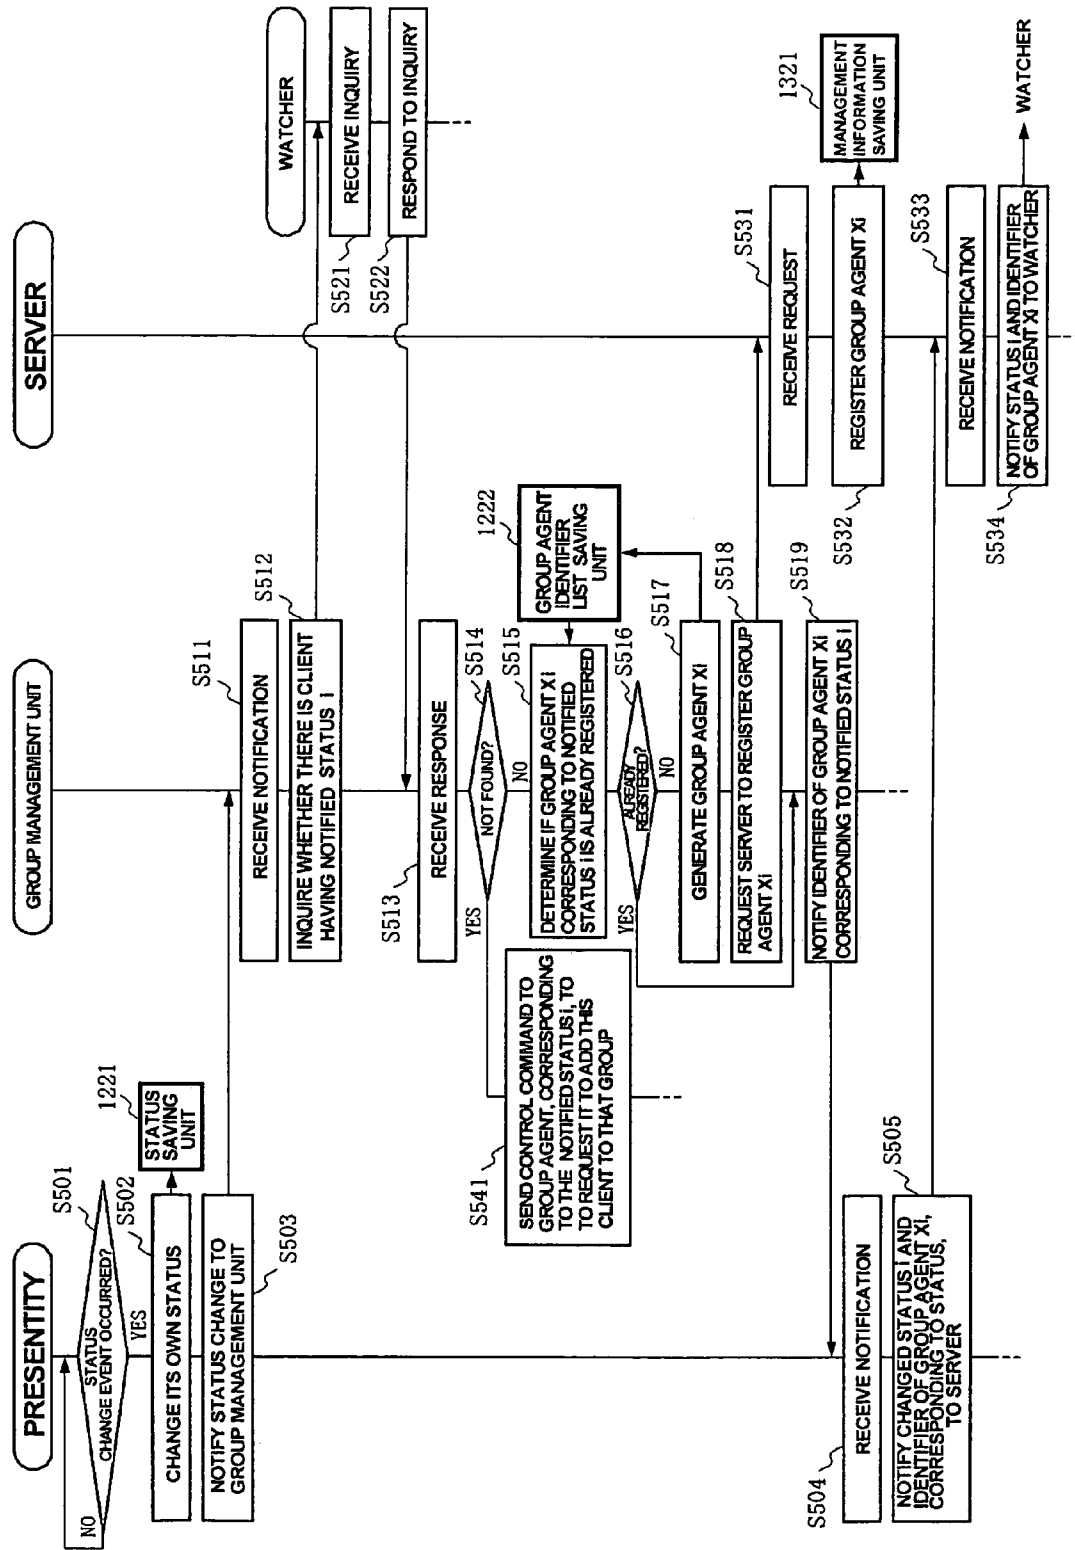 PRESENTITY
STATUS
CHANGE EVENT OCCURRED?
NO
YES
S501
CHANGE ITS OWN STATUS
S502
STATUS
SAVING
UNIT
1221
NOTIFY STATUS CHANGE TO
GROUP MANAGEMENT UNIT
S503
RECEIVE NOTIFICATION
S504
NOTIFY CHANGED STATUS i AND
IDENTIFIER OF GROUP AGENT Xi,
CORRESPONDING TO STATUS,
TO SERVER
S505
GROUP MANAGEMENT UNIT
RECEIVE NOTIFICATION
S511
INQUIRE WHETHER THERE IS CLIENT
HAVING NOTIFIED STATUS i
S512
RECEIVE RESPONSE
S513
NOT FOUND?
S514
YES
NO
SEND CONTROL COMMAND TO
GROUP AGENT, CORRESPONDING
TO THE NOTIFIED STATUS i, TO
TO REQUEST IT TO ADD THIS
CLIENT TO THAT GROUP
S541
DETERMINE IF GROUP AGENT Xi
CORRESPONDING TO NOTIFIED
STATUS i IS ALREADY REGISTERED
S515
GROUP AGENT
IDENTIFIER
LIST SAVING
UNIT
1222
ALREADY
REGISTERED?
S516
YES
NO
GENERATE GROUP AGENT Xi
S517
REQUEST SERVER TO REGISTER GROUP
AGENT Xi
S518
NOTIFY IDENTIFIER OF GROUP AGENT Xi
CORRESPONDING TO NOTIFIED STATUS i
S519
SERVER
RECEIVE REQUEST
S531
REGISTER GROUP AGENT Xi
S532
MANAGEMENT
INFORMATION
SAVING UNIT
1321
RECEIVE NOTIFICATION
S533
NOTIFY STATUS i AND IDENTIFIER
OF GROUP AGENT Xi TO WATCHER
S534
WATCHER
WATCHER
RECEIVE INQUIRY
S521
RESPOND TO INQUIRY
S522